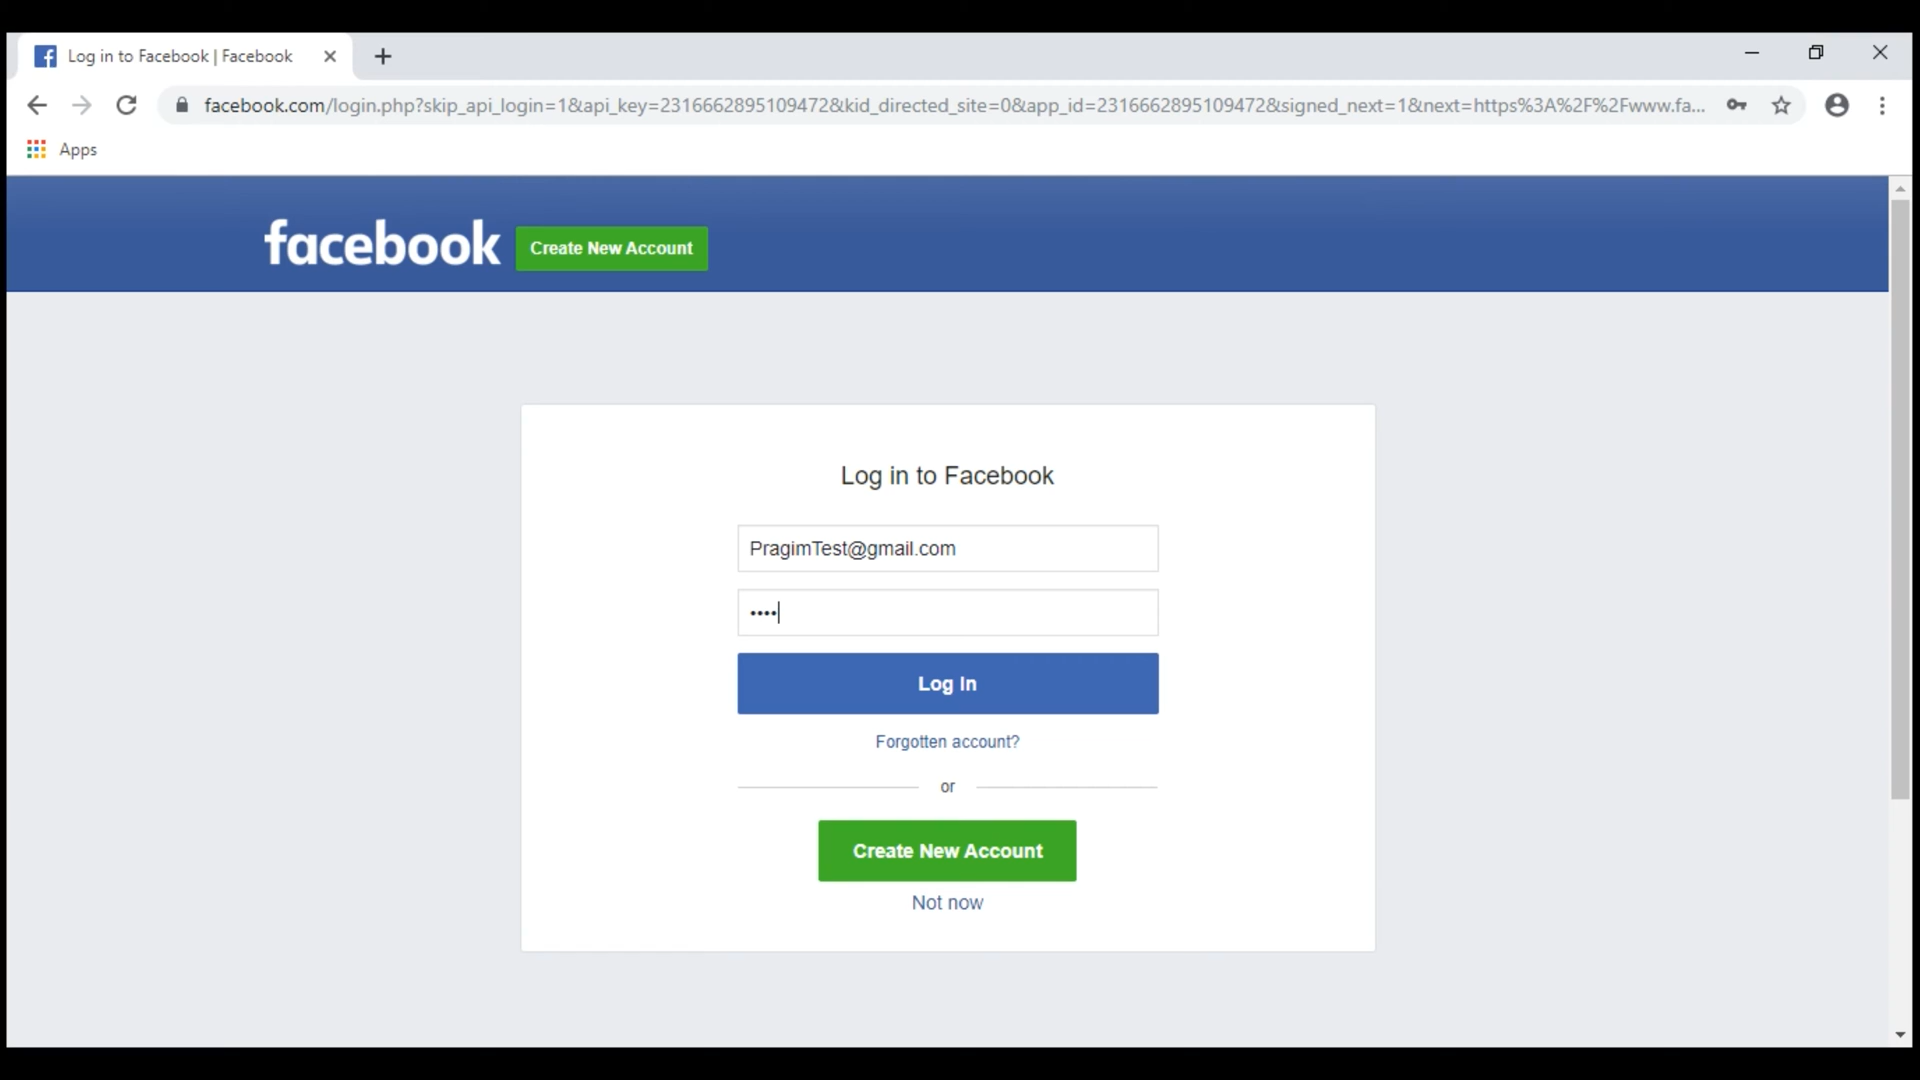 Log in to Facebook | Facebook
facebook.com/login.php?skip_api_login=1&api_key=2316662895109472&kid_directed_site=0&app_id=2316662895109472&signed_next=1&next=https%3A%2F%2Fwww.fa...
Apps
facebook Create New Account
Log in to Facebook
PragimTest@gmail.com
••••
Log In
Forgotten account?
or
Create New Account
Not now